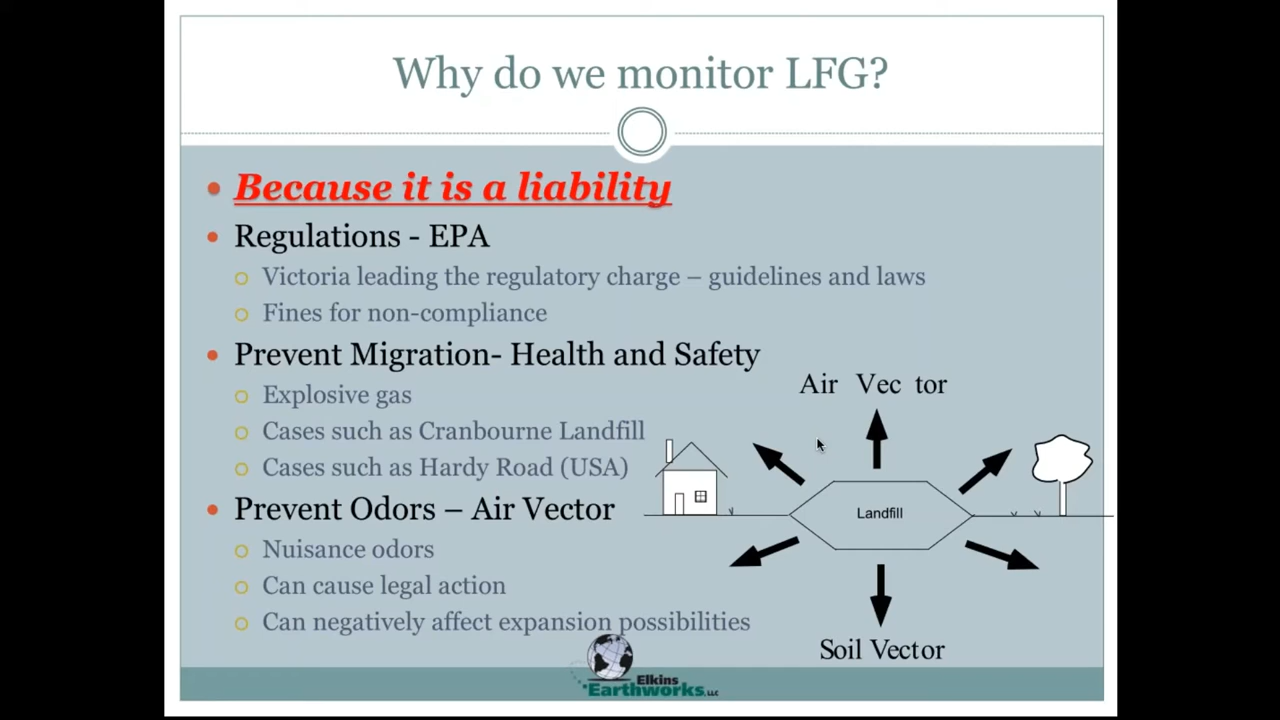 Why do we monitor LFG?
Because it is a liability
Regulations - EPA
Victoria leading the regulatory charge – guidelines and laws
Fines for non-compliance
Prevent Migration- Health and Safety
Explosive gas
Cases such as Cranbourne Landfill
Cases such as Hardy Road (USA)
Prevent Odors – Air Vector
Nuisance odors
Can cause legal action
Can negatively affect expansion possibilities
Air Vec tor
Landfill
Soil Vector
Elkins
Earthworks, LLC